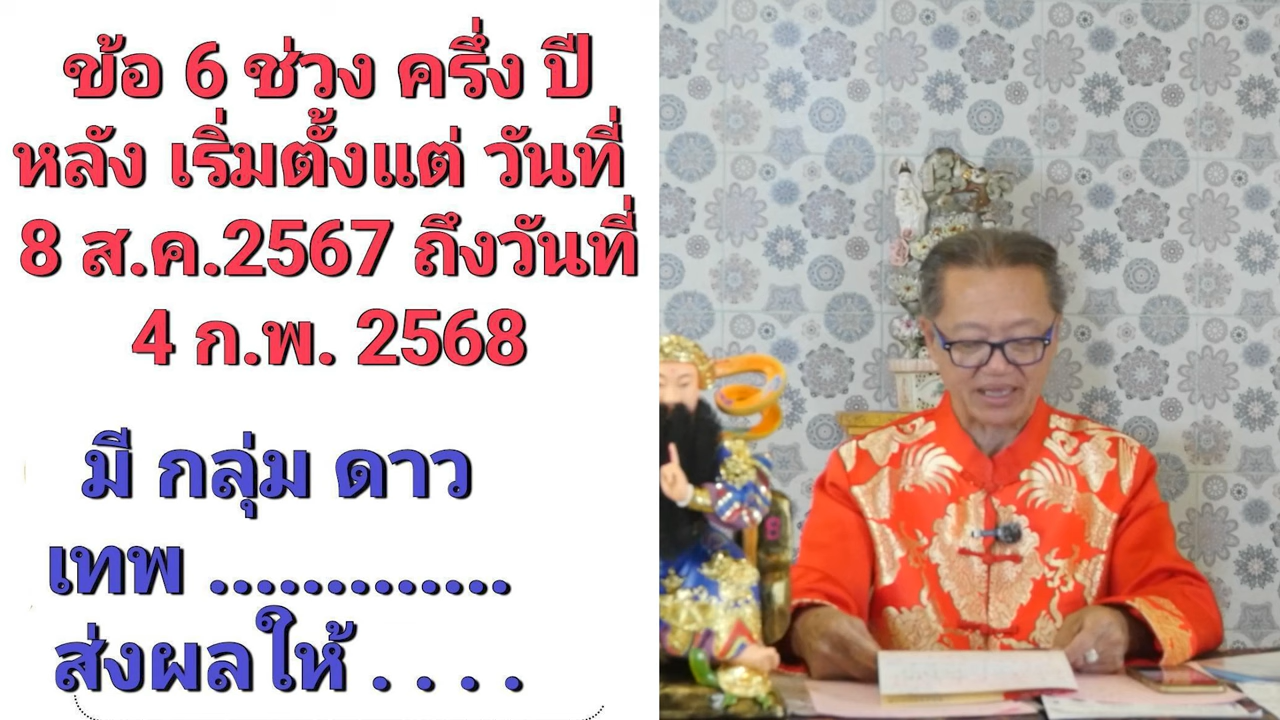 ข้อ 6 ช่วง ครึ่ง ปี
หลัง เริ่มตั้งแต่ วันที่
8 ส.ค.2567 ถึงวันที่
4 ก.พ. 2568
มี กลุ่ม ดาว
เทพ .............
ส่งผลให้ . . . .